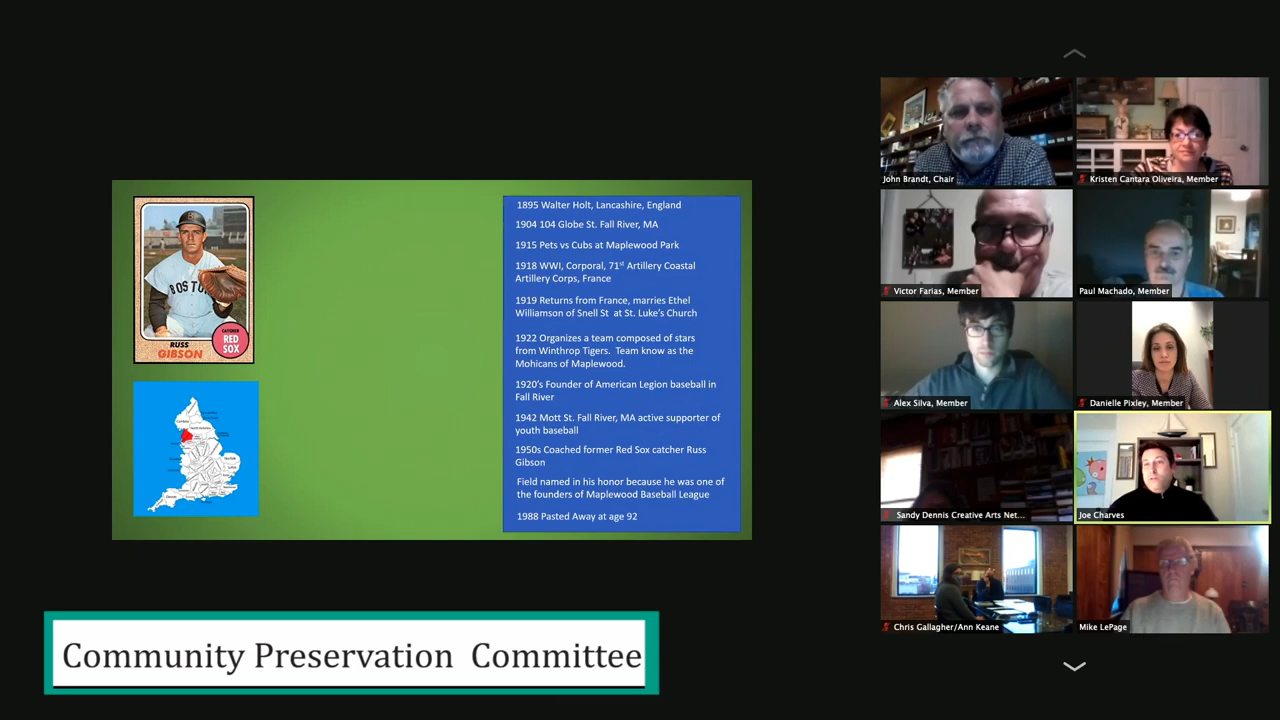 BOSTO
CATCHER
RED
SOX
RUSS
GIBSON
1895 Walter Holt, Lancashire, England
1904 104 Globe St. Fall River, MA
1915 Pets vs Cubs at Maplewood Park
1918 WWI, Corporal, 71st Artillery Coastal
Artillery Corps, France
1919 Returns from France, marries Ethel
Williamson of Snell St at St. Luke's Church
1922 Organizes a team composed of stars
from Winthrop Tigers. Team know as the
Mohicans of Maplewood.
1920's Founder of American Legion baseball in
Fall River
1942 Mott St. Fall River, MA active supporter of
youth baseball
1950s Coached former Red Sox catcher Russ
Gibson
Field named in his honor because he was one of
the founders of Maplewood Baseball League
1988 Pasted Away at age 92
John Brandt, Chair
Kristen Cantara Oliveira, Member
Victor Farias, Member
Paul Machado, Member
Alex Silva, Member
Danielle Pixley, Member
Sandy Dennis Creative Arts Net...
Joe Charves
Chris Gallagher/Ann Keane
Mike LePage
Community Preservation Committee